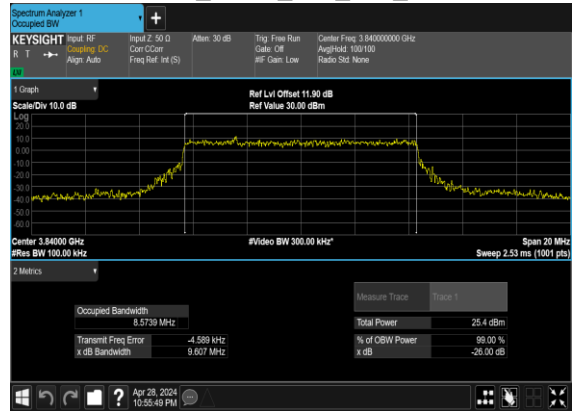 Spectrum Analyzer 1
Occupied BW
+
KEYSIGHT
R T
LW
Input: RF
Coupling: DC
Align: Auto
Input Z: 50 Ω
Corr CCorr
Freq Ref: Int (S)
Atten: 30 dB
Trig: Free Run
Gate: Off
#IF Gain: Low
Center Freq: 3.840000000 GHz
Avg|Hold: 100/100
Radio Std: None
1 Graph
Scale/Div 10.0 dB
Ref Lvl Offset 11.90 dB
Ref Value 30.00 dBm
Log
20.0
10.0
0.00
-10.0
-20.0
-30.0
-40.0
-50.0
-60.0
Center 3.84000 GHz
#Res BW 100.00 kHz
#Video BW 300.00 kHz*
Span 20 MHz
Sweep 2.53 ms (1001 pts)
2 Metrics
Measure Trace Trace 1
Occupied Bandwidth
8.5739 MHz
Total Power 25.4 dBm
Transmit Freq Error -4.589 kHz
% of OBW Power 99.00 %
x dB Bandwidth 9.607 MHz
x dB -26.00 dB
?
Apr 28, 2024
10:55:49 PM